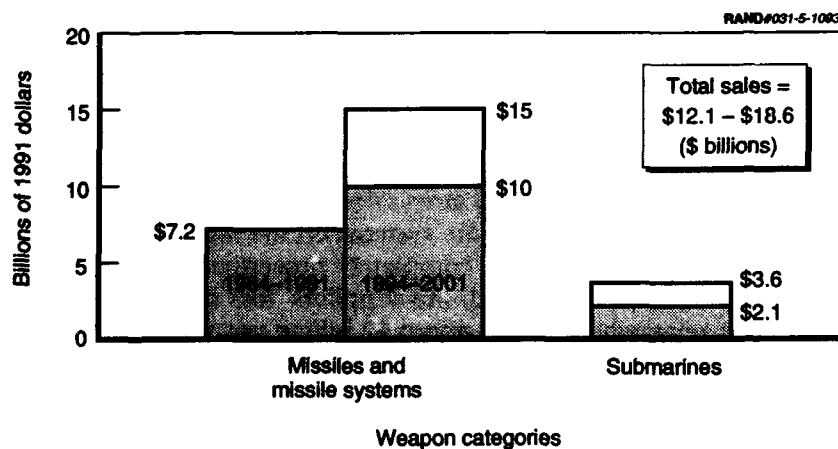 RAND#031-5-1093
20
15
10
5
0
Billions of 1991 dollars
Total sales =
$12.1 – $18.6
($ billions)
$15
$10
$7.2
1984–1991
1994–2001
$3.6
$2.1
Missiles and
missile systems
Submarines
Weapon categories